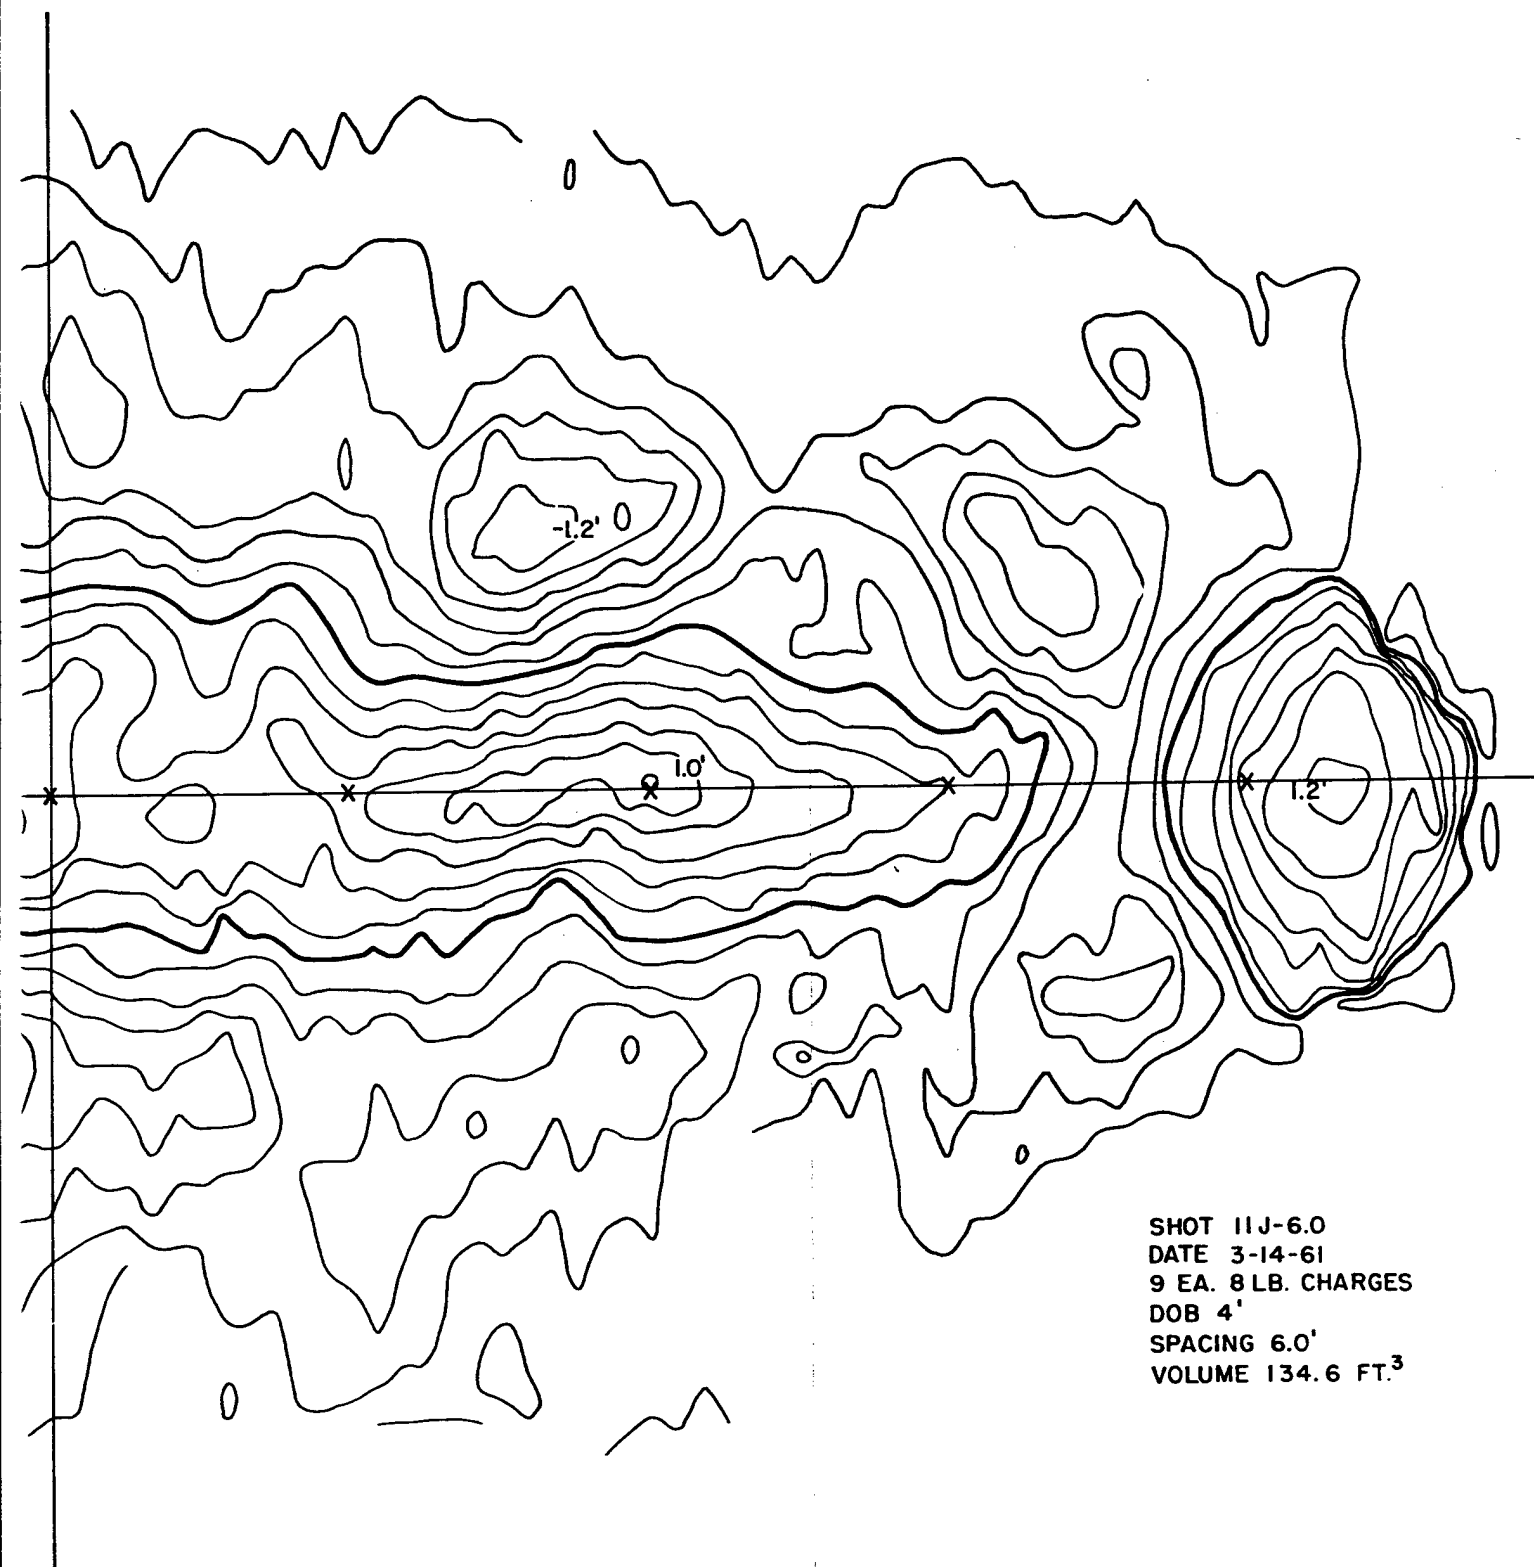 -1.2'
1.0'
1.2'
SHOT 11J-6.0
DATE 3-14-61
9 EA. 8 LB. CHARGES
DOB 4'
SPACING 6.0'
VOLUME 134.6 FT.³